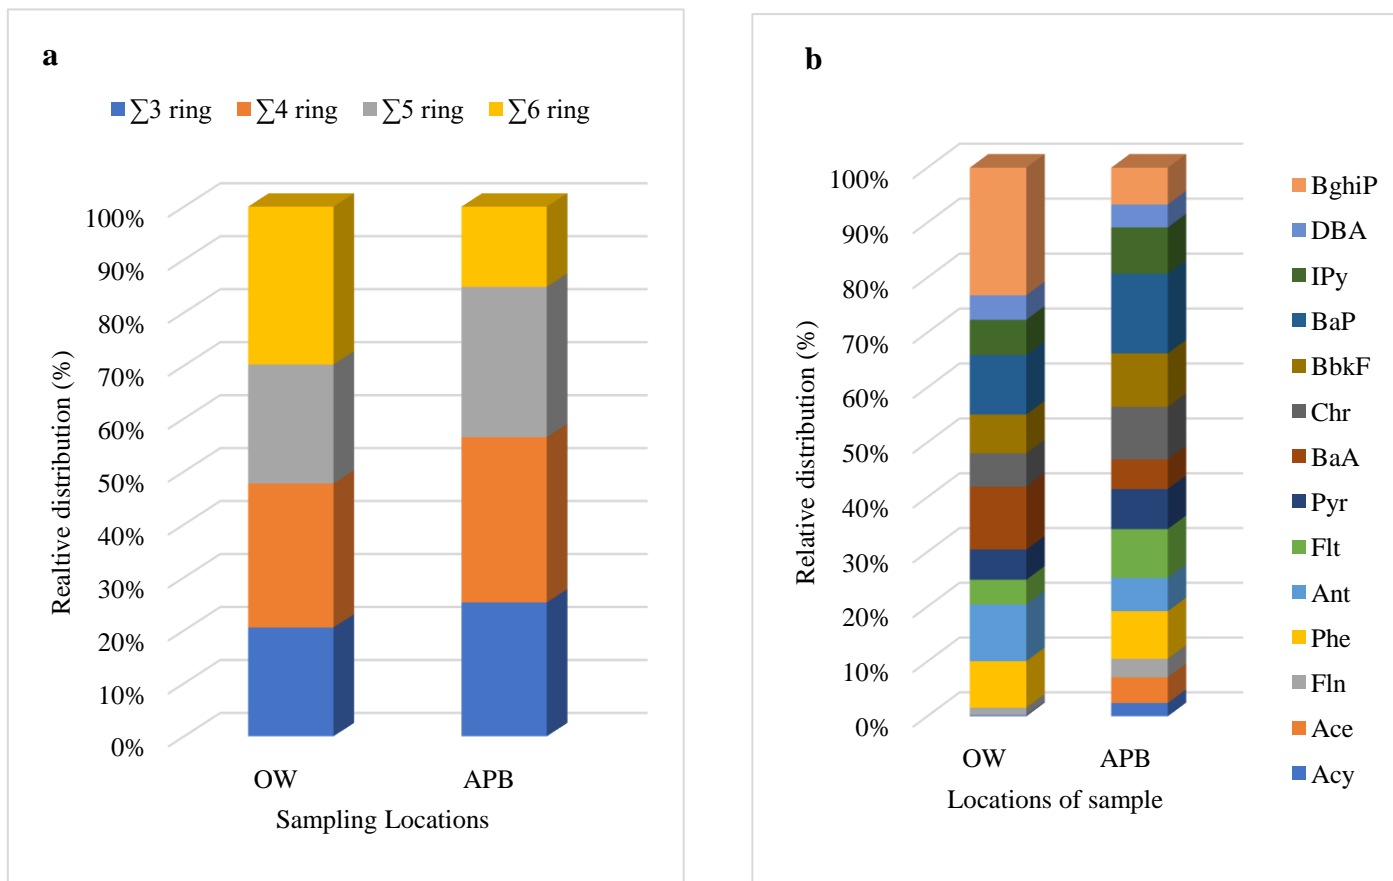 a
∑3 ring ∑4 ring ∑5 ring ∑6 ring
100%
90%
80%
70%
60%
50%
40%
30%
20%
10%
0%
Realtive distribution (%)
OW APB
Sampling Locations
b
100%
90%
80%
70%
60%
50%
40%
30%
20%
10%
0%
Relative distribution (%)
OW APB
Locations of sample
BghiP
DBA
IPy
BaP
BbkF
Chr
BaA
Pyr
Flt
Ant
Phe
Fln
Ace
Acy